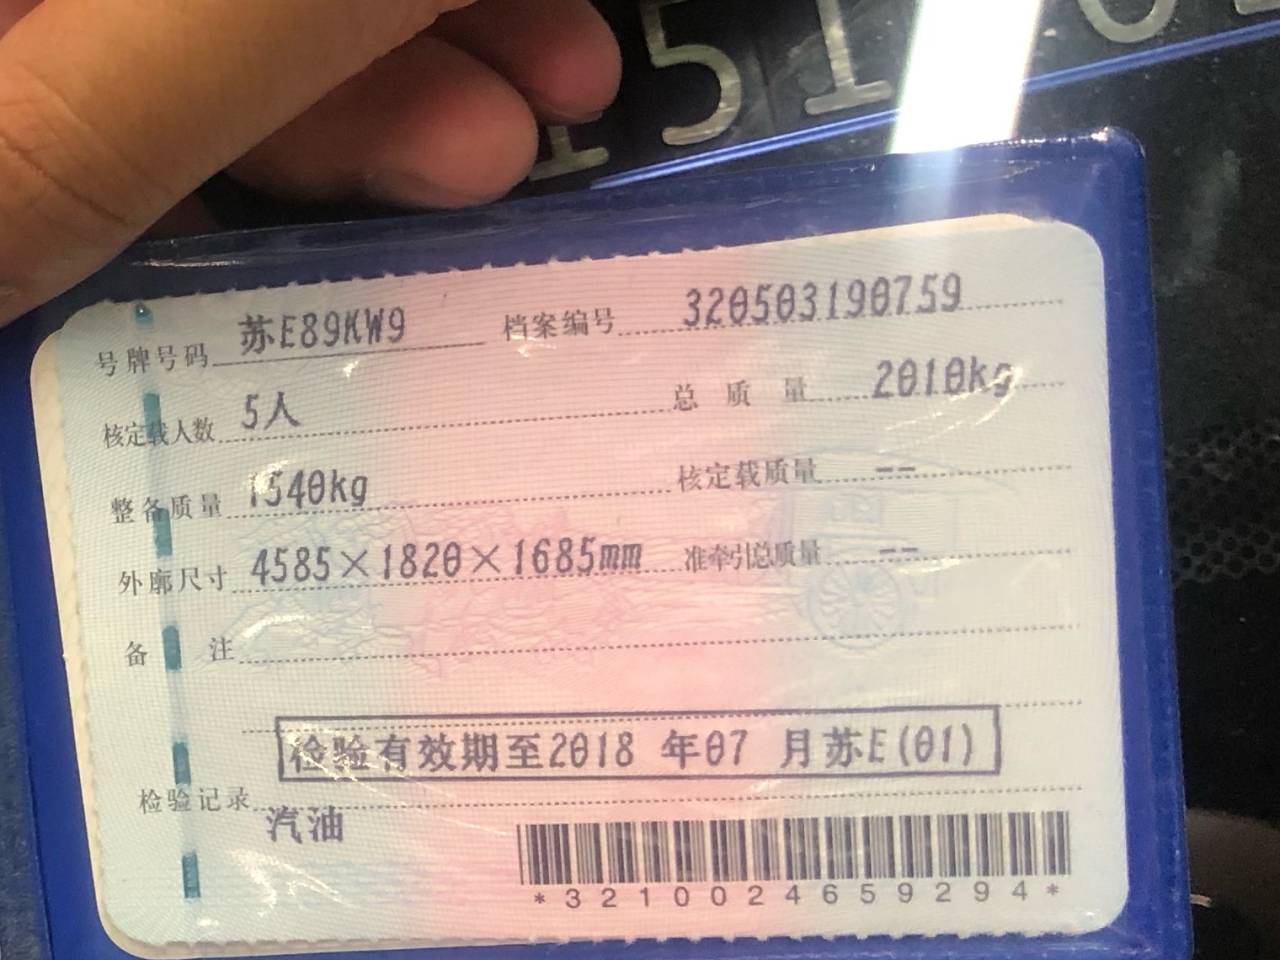 51
号牌号码 苏E89KW9 档案编号 320503190759
核定载人数 5人 总质量 2010kg
整备质量 1540kg 核定载质量 --
外廓尺寸 4585×1820×1685mm 准牵引总质量 --
备注
检验有效期至2018 年07 月苏E(01)
检验记录
汽油
*3210024659294*